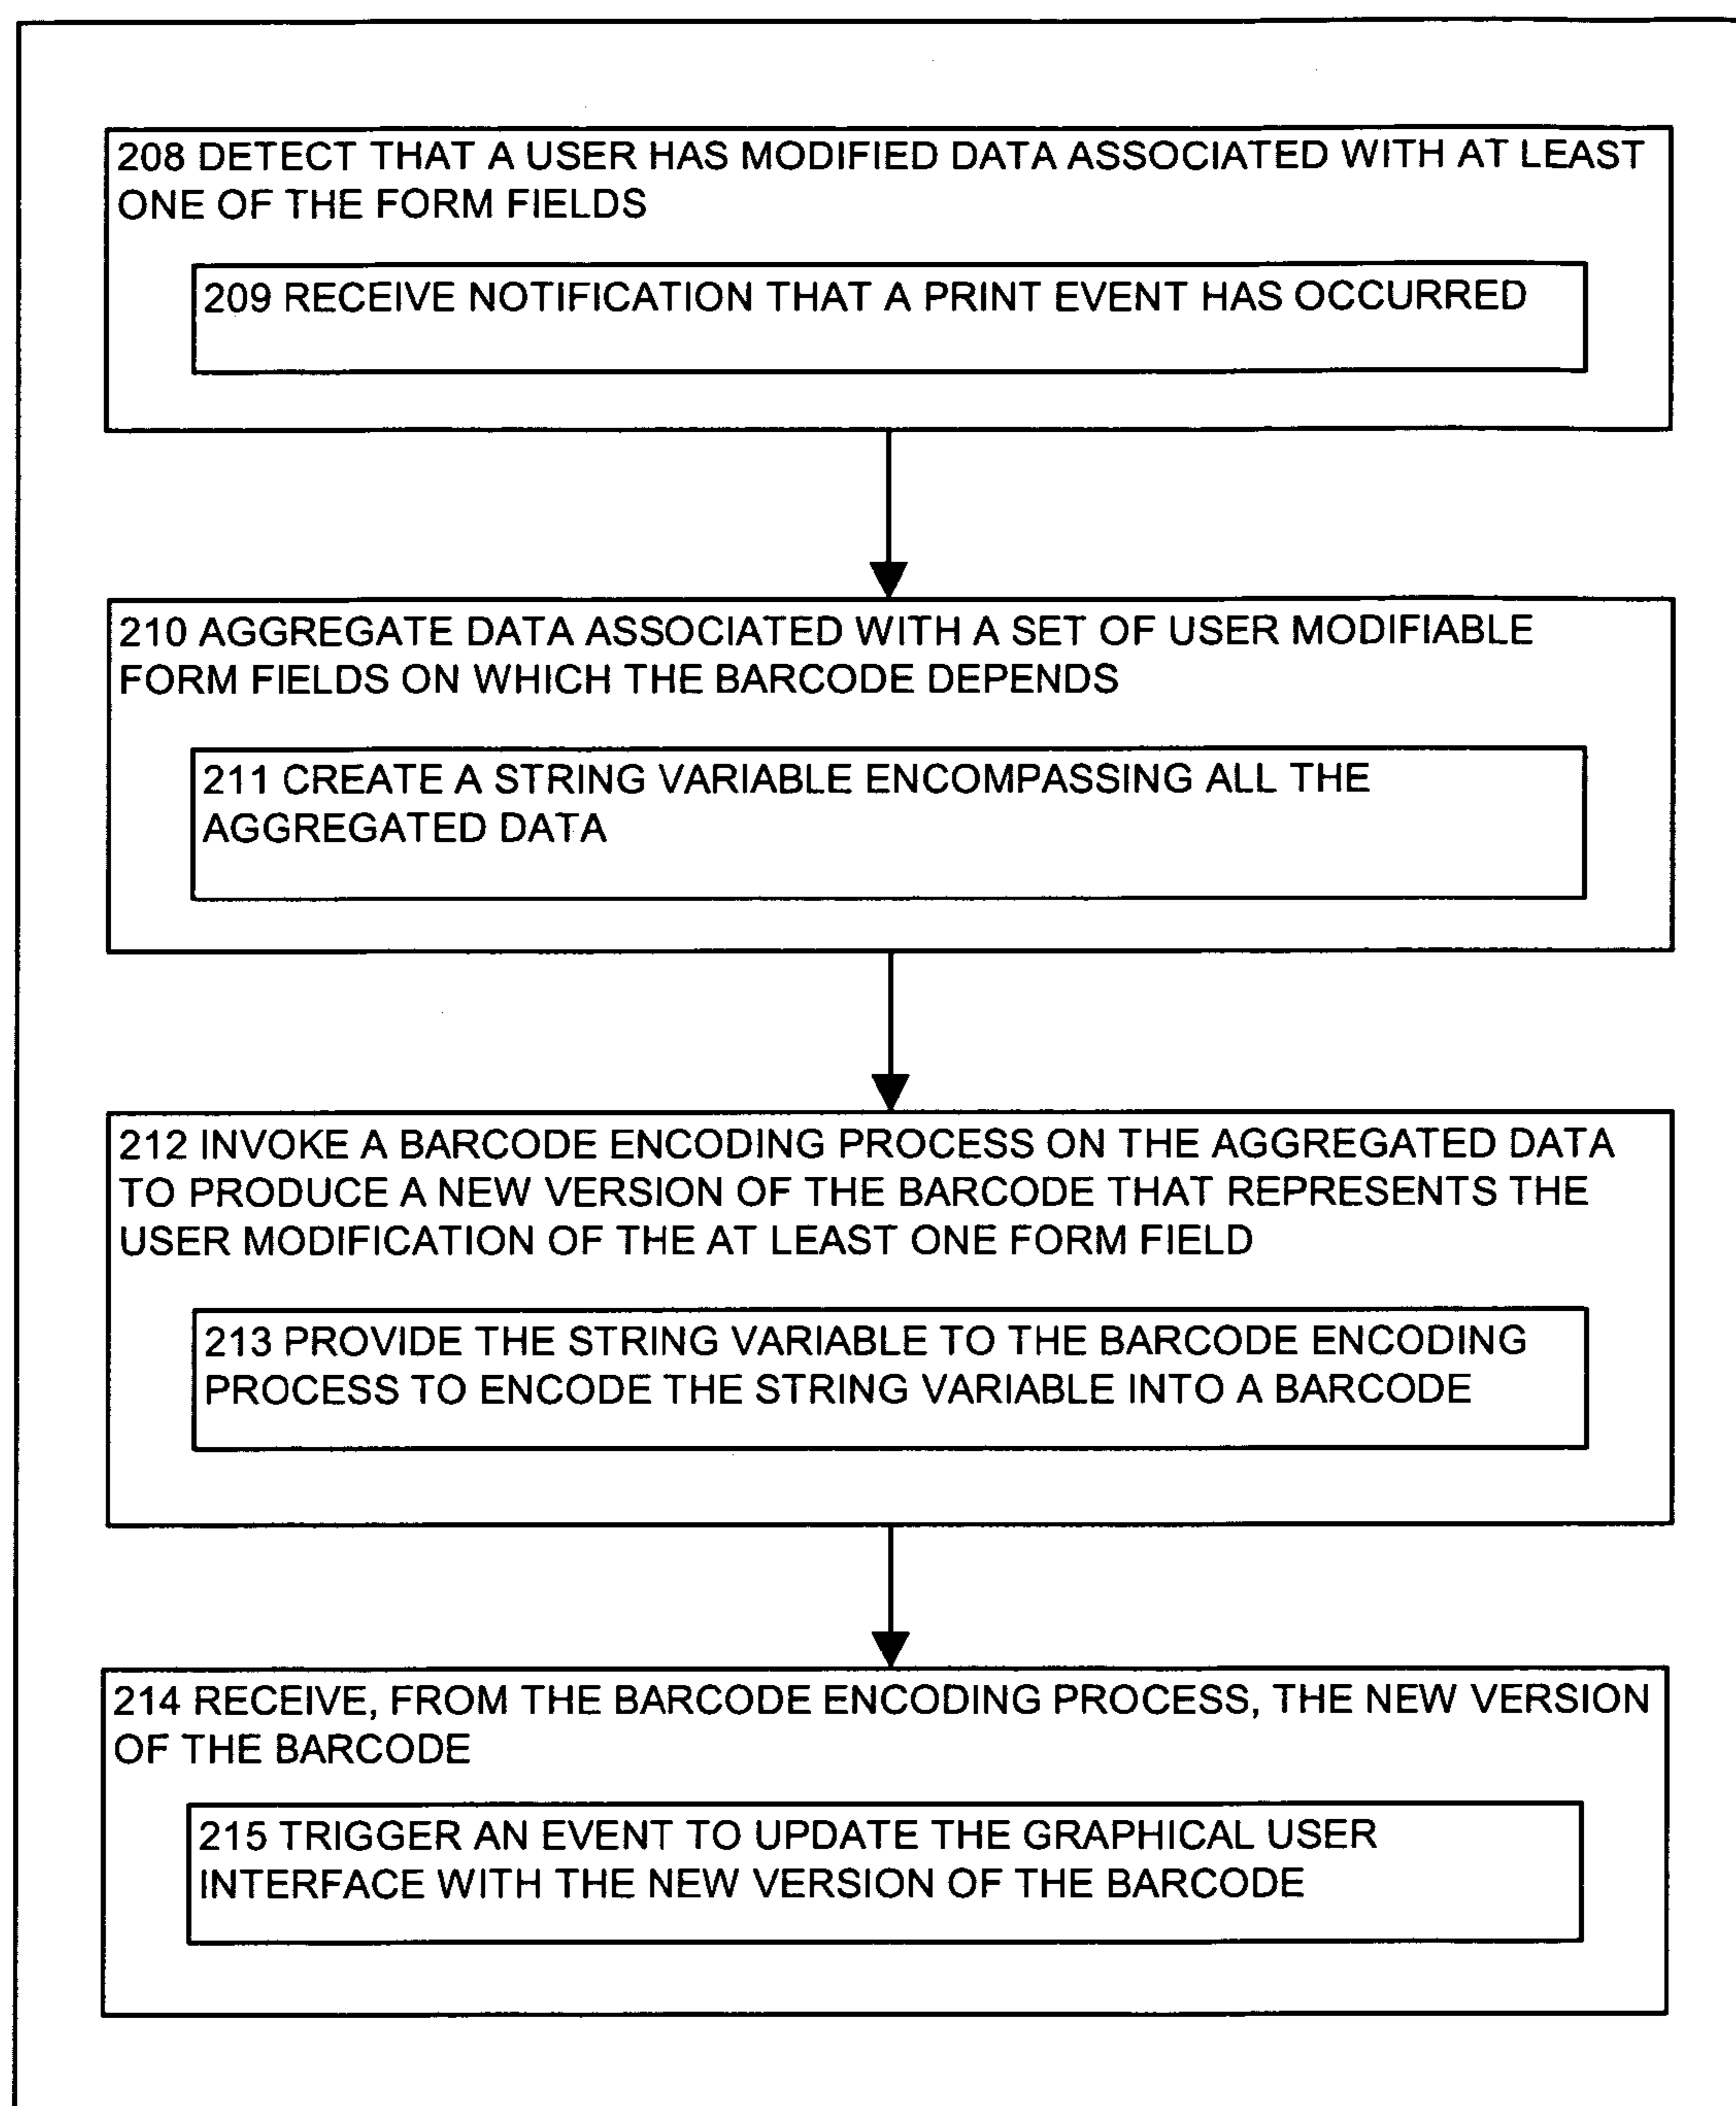 208 DETECT THAT A USER HAS MODIFIED DATA ASSOCIATED WITH AT LEAST
ONE OF THE FORM FIELDS
209 RECEIVE NOTIFICATION THAT A PRINT EVENT HAS OCCURRED
210 AGGREGATE DATA ASSOCIATED WITH A SET OF USER MODIFIABLE
FORM FIELDS ON WHICH THE BARCODE DEPENDS
211 CREATE A STRING VARIABLE ENCOMPASSING ALL THE
AGGREGATED DATA
212 INVOKE A BARCODE ENCODING PROCESS ON THE AGGREGATED DATA
TO PRODUCE A NEW VERSION OF THE BARCODE THAT REPRESENTS THE
USER MODIFICATION OF THE AT LEAST ONE FORM FIELD
213 PROVIDE THE STRING VARIABLE TO THE BARCODE ENCODING
PROCESS TO ENCODE THE STRING VARIABLE INTO A BARCODE
214 RECEIVE, FROM THE BARCODE ENCODING PROCESS, THE NEW VERSION
OF THE BARCODE
215 TRIGGER AN EVENT TO UPDATE THE GRAPHICAL USER
INTERFACE WITH THE NEW VERSION OF THE BARCODE